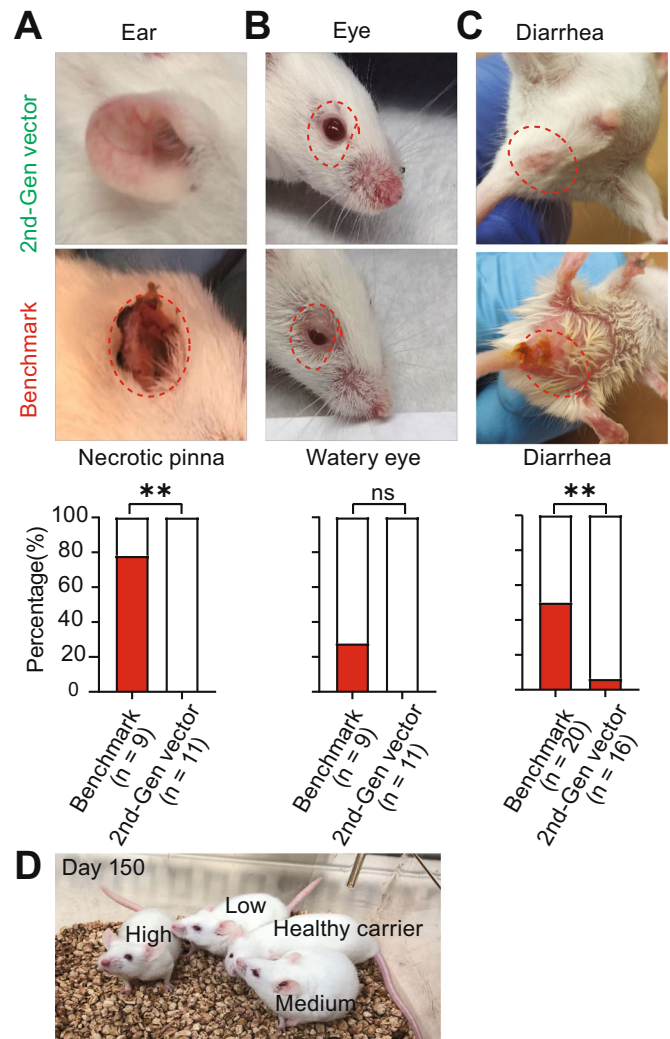 A
Ear
B
Eye
C
Diarrhea
2nd-Gen vector
Benchmark
Necrotic pinna
Watery eye
Diarrhea
**
ns
**
Percentage(%)
100
80
60
40
20
0
Benchmark
(n = 9)
2nd-Gen vector
(n = 11)
Benchmark
(n = 9)
2nd-Gen vector
(n = 11)
Benchmark
(n = 20)
2nd-Gen vector
(n = 16)
D
Day 150
High
Low
Healthy carrier
Medium